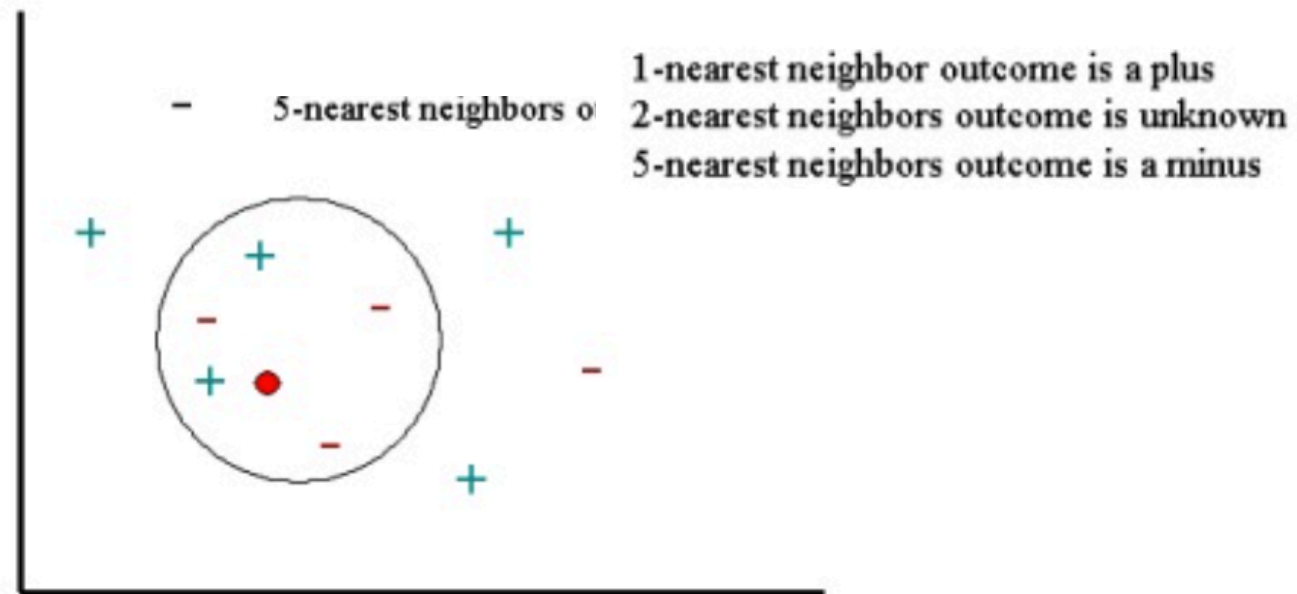 5-nearest neighbors
1-nearest neighbor outcome is a plus
2-nearest neighbors outcome is unknown
5-nearest neighbors outcome is a minus